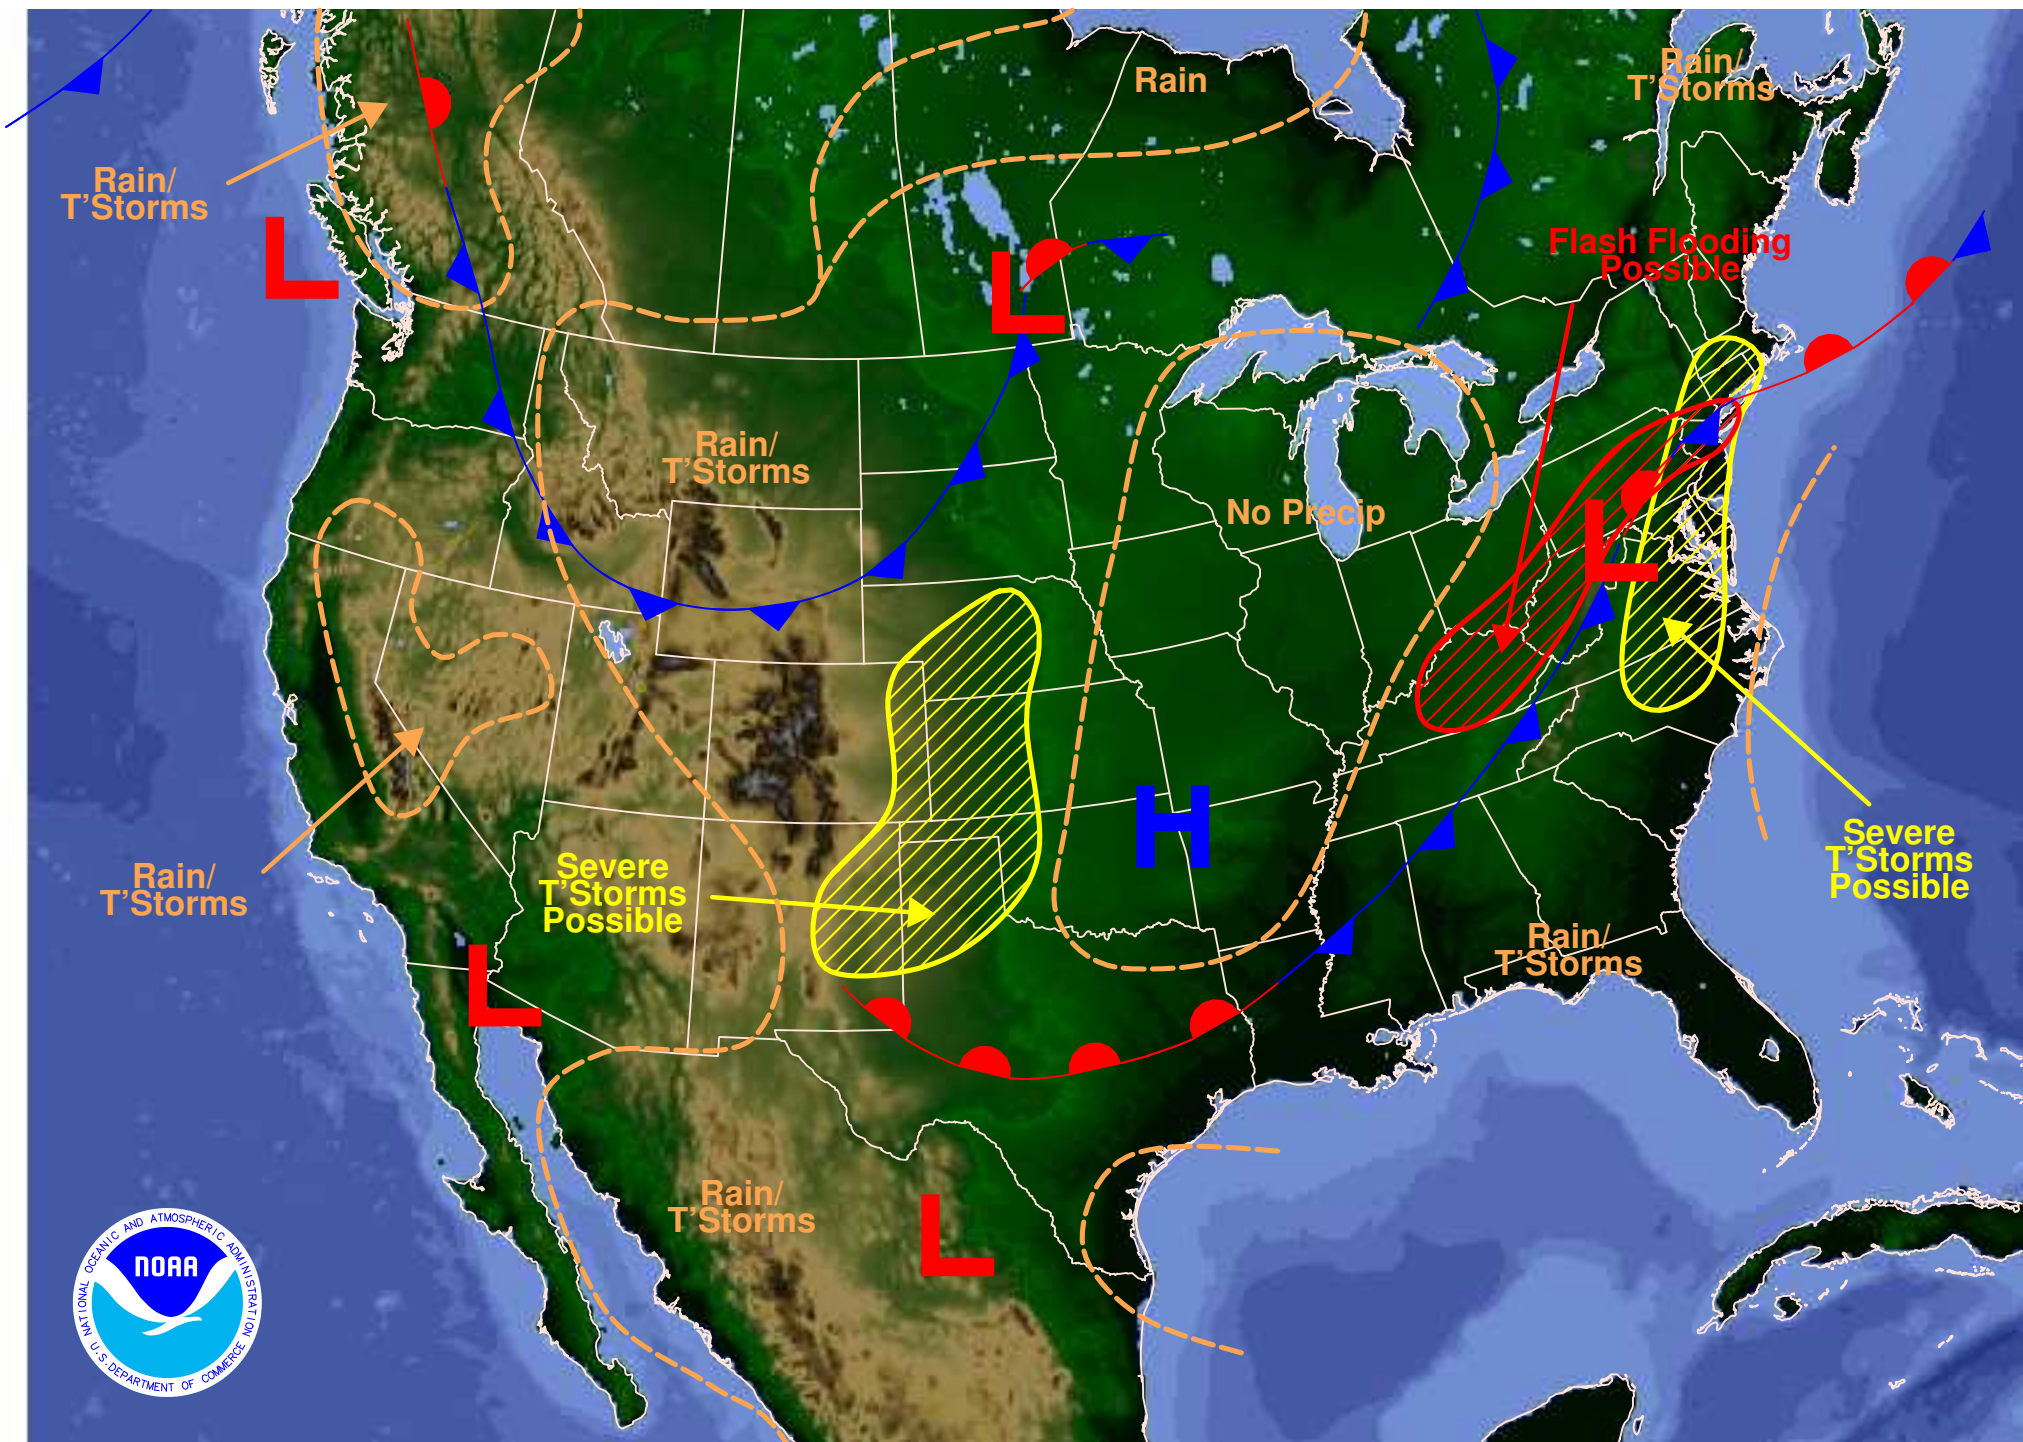 Rain
Rain/
T'Storms
Rain/
T'Storms
L
Flash Flooding
Possible
L
Rain/
T'Storms
No Precip
L
H
Severe
T'Storms
Possible
Severe
T'Storms
Possible
Rain/
T'Storms
Rain/
T'Storms
L
Rain/
T'Storms
L
NATIONAL OCEANIC AND ATMOSPHERIC ADMINISTRATION
NOAA
U.S. DEPARTMENT OF COMMERCE